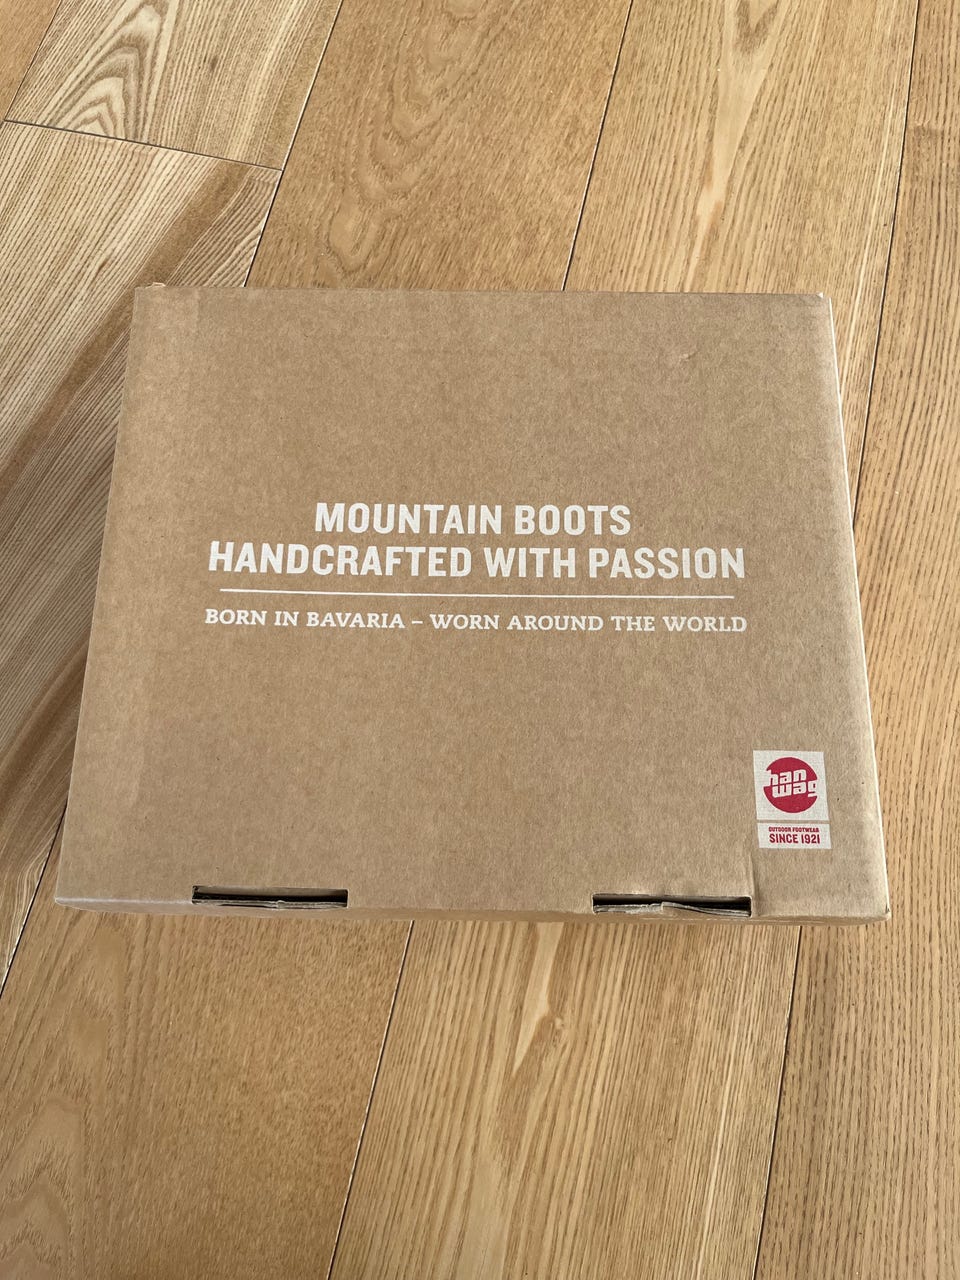 MOUNTAIN BOOTS
HANDCRAFTED WITH PASSION
BORN IN BAVARIA – WORN AROUND THE WORLD
han
wag
OUTDOOR FOOTWEAR
SINCE 1921